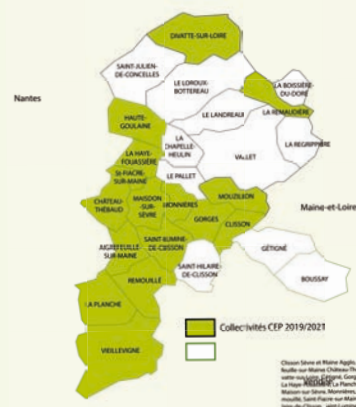 DIVATTE-SUR-LOIRE
SAINT-JULIEN-
DE-CONCELLES
LE LOROUX-
BOTTEREAU
LA BOISSIÈRE-
DU-DORÉ
Nantes
HAUTE-
GOULAINE
LE LANDREAU
LA REMAUDIÈRE
LA
CHAPELLE-
HEULIN
LA REGRIPPIÈRE
VALLET
LA HAYE-
FOUASSIÈRE
ST-FIACRE-
SUR-MAINE
LE PALLET
CHÂTEAU-
THÉBAUD
MAISDON
-SUR-
SÈVRE
MONNIÈRES
MOUZILLON
Maine-et-Loire
GORGES
CLISSON
AIGREFEUILLE
SUR-MAINE
SAINT-LUMINE-
DE-CLISSON
GÉTIGNÉ
SAINT-HILAIRE-
DE-CLISSON
REMOUILLÉ
BOUSSAY
LA PLANCHE
Collectivités CEP 2019/2021
VIEILLEVIGNE
Vendée